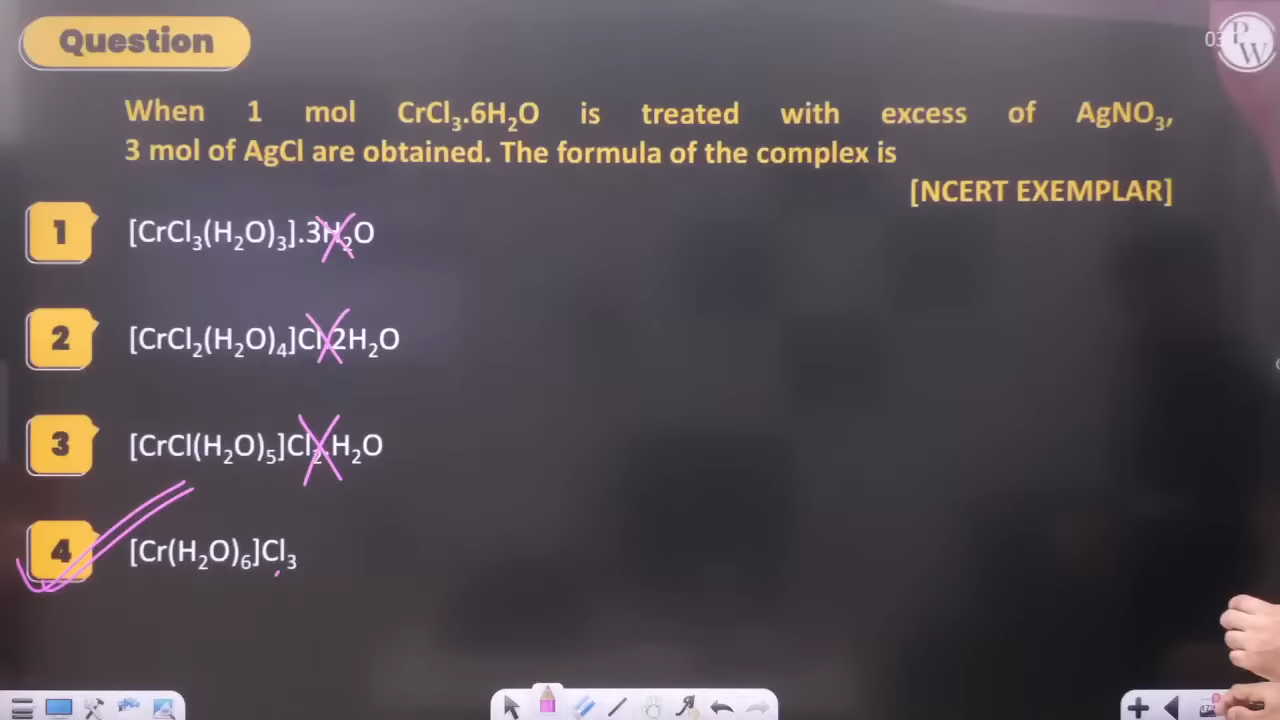 Question
03
PW
When 1 mol CrCl₃.6H₂O is treated with excess of AgNO₃,
3 mol of AgCl are obtained. The formula of the complex is
[NCERT EXEMPLAR]
1 [CrCl₃(H₂O)₃].3H₂O
2 [CrCl₂(H₂O)₄]Cl.2H₂O
3 [CrCl(H₂O)₅]Cl₂.H₂O
4 [Cr(H₂O)₆]Cl₃